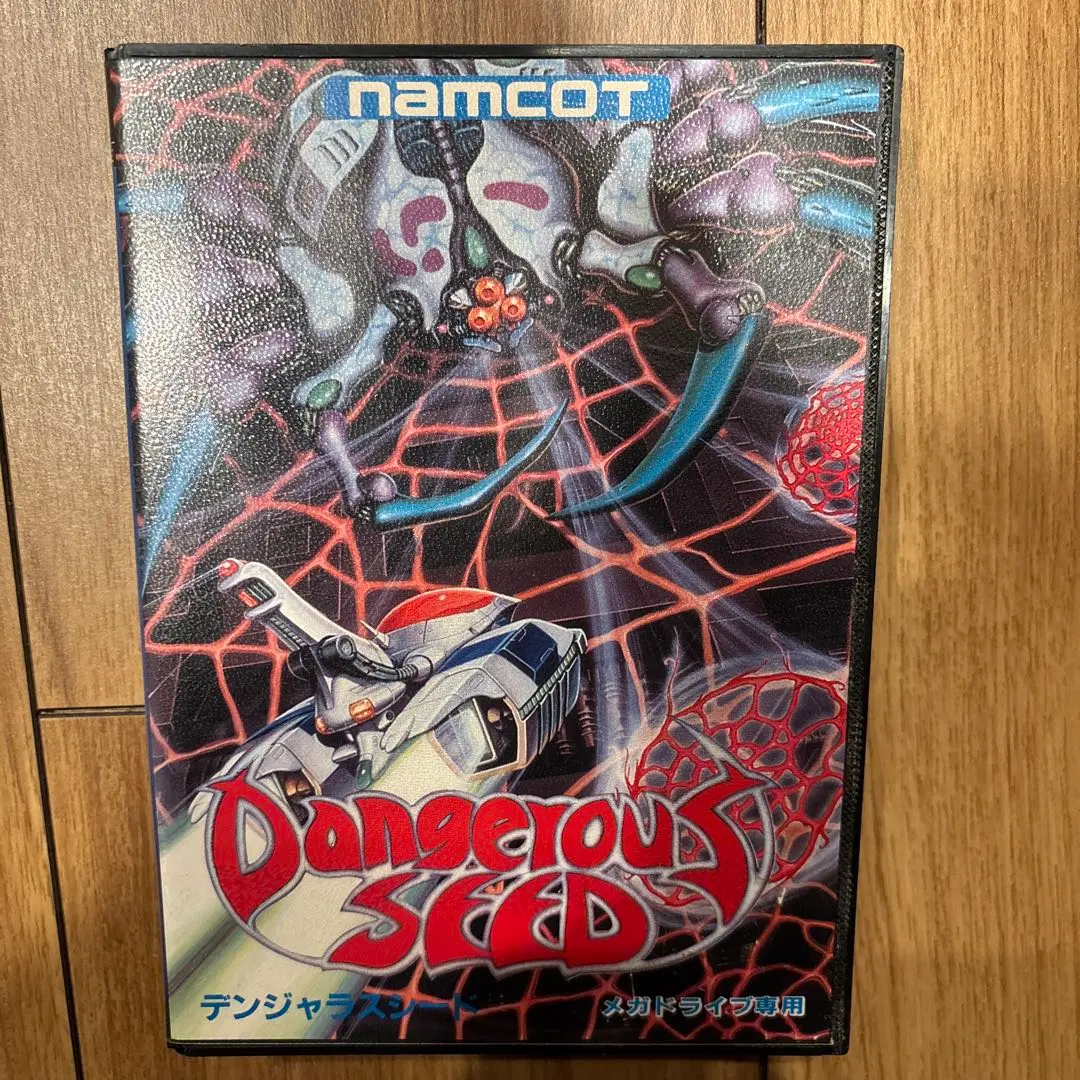 namcot
Dangerous
SEED
デンジャラスシード
メガドライブ専用